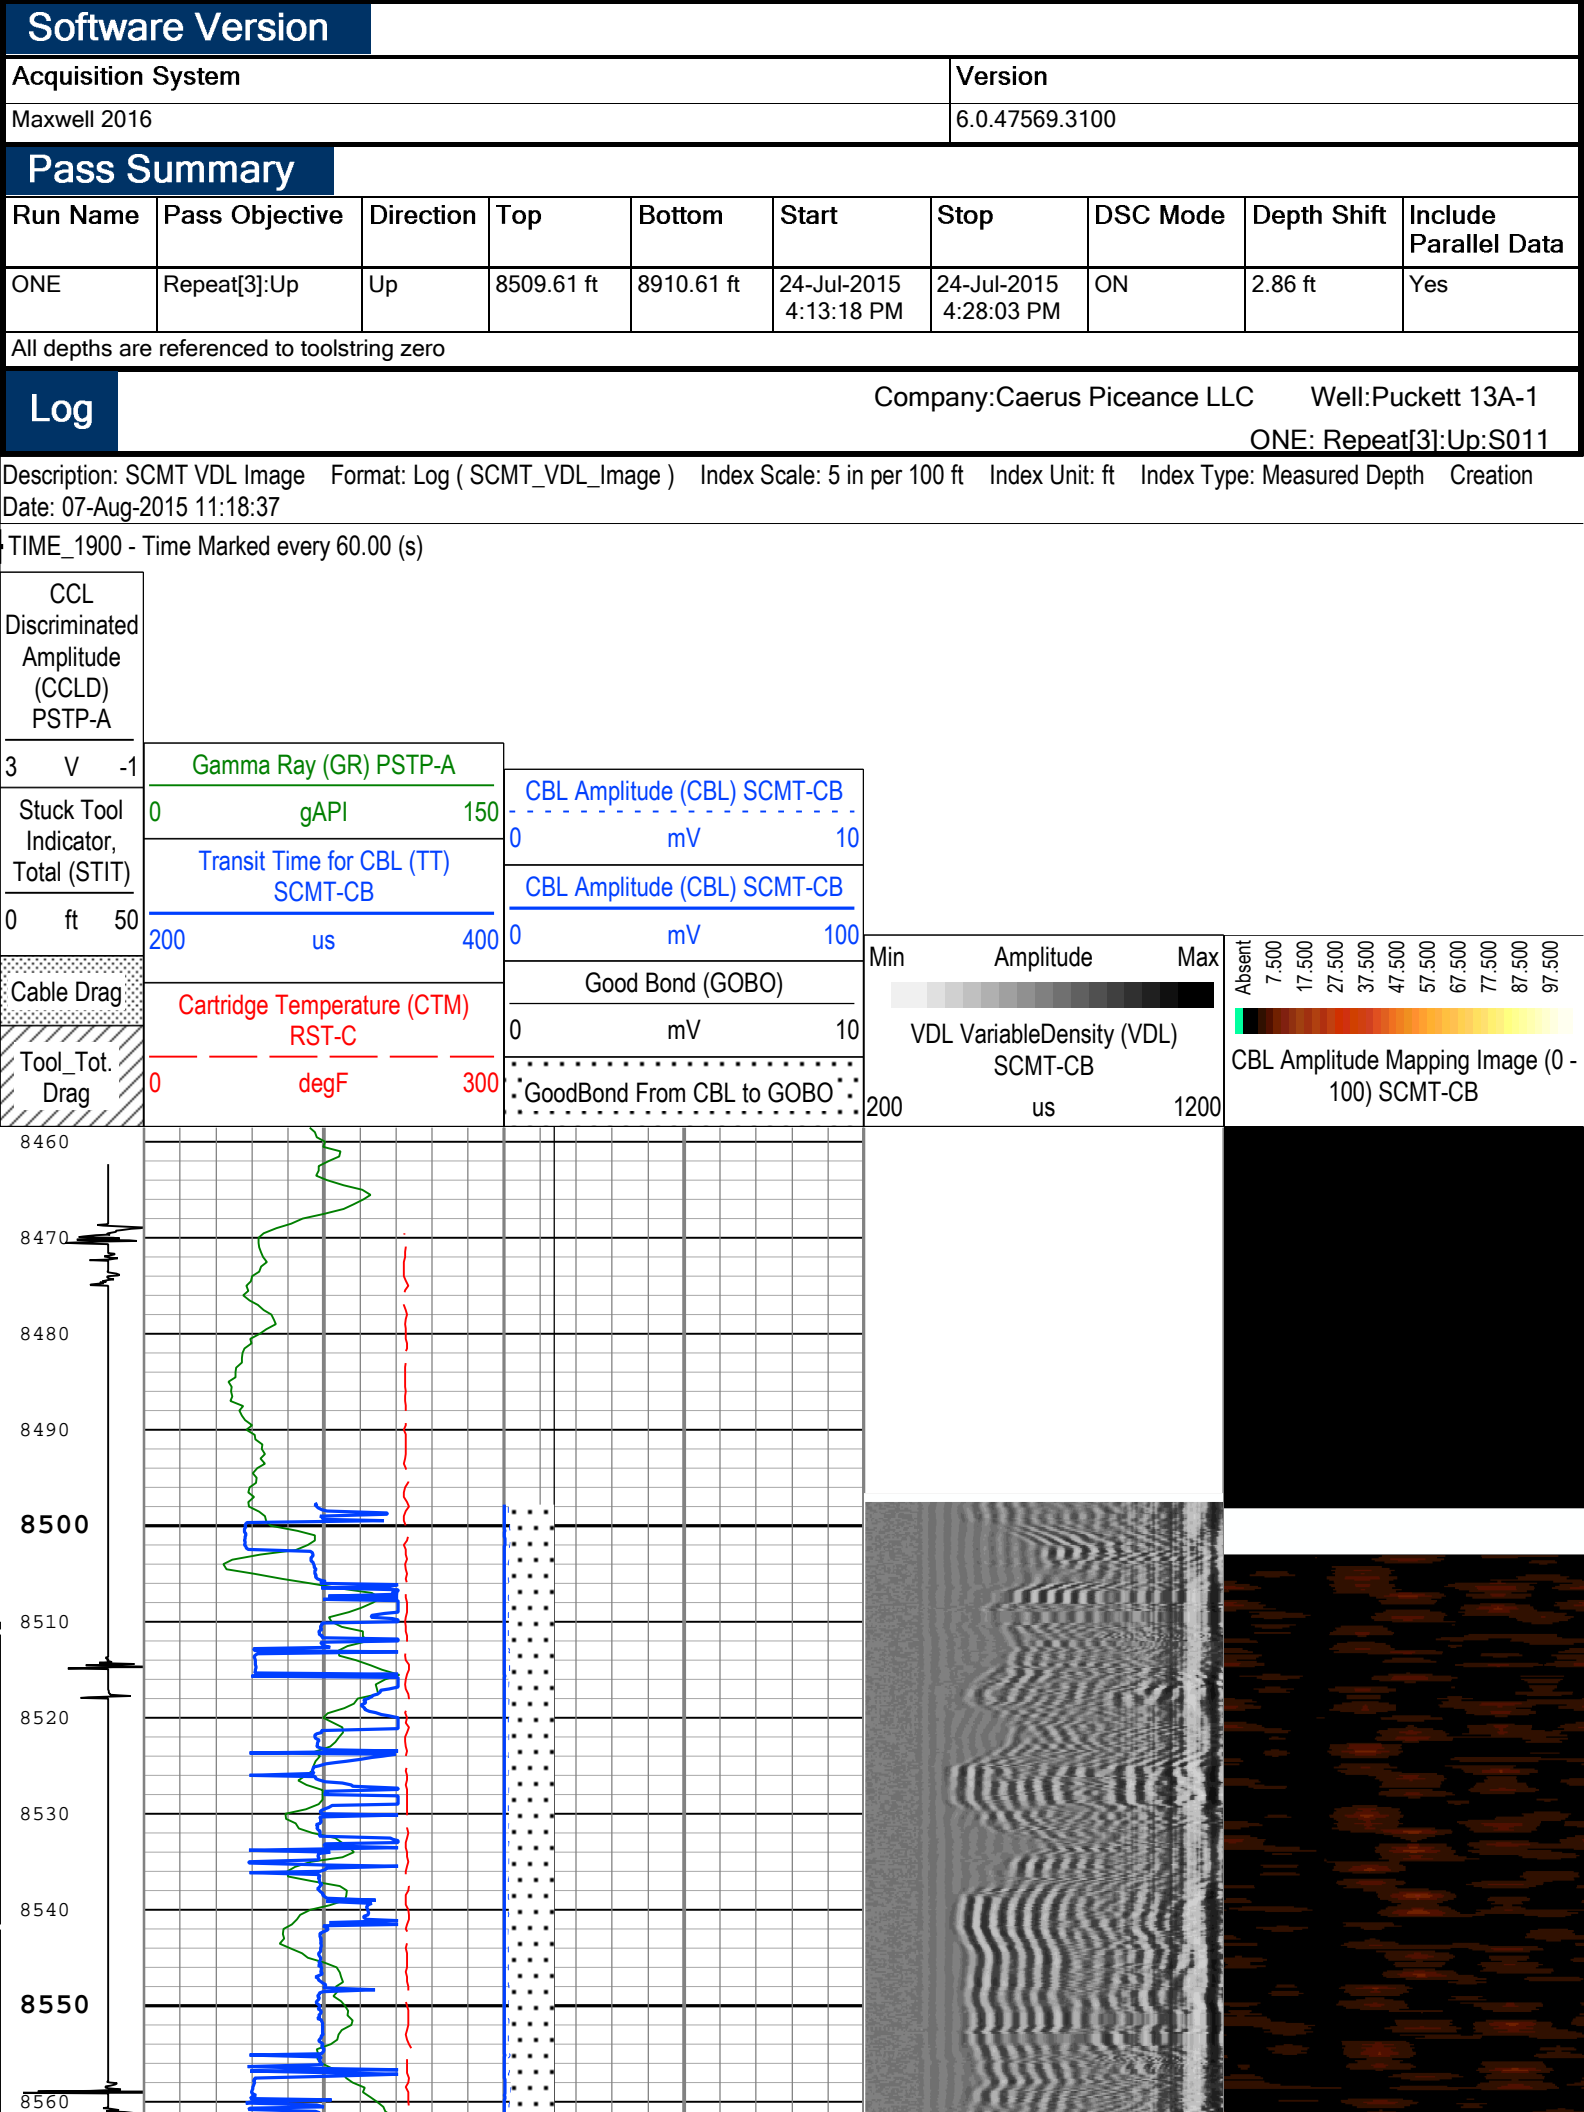 Software Version
Acquisition System Version
Maxwell 2016 6.0.47569.3100
Pass Summary
Run Name Pass Objective Direction Top Bottom Start Stop DSC Mode Depth Shift Include
Parallel Data
ONE Repeat[3]:Up Up 8509.61 ft 8910.61 ft 24-Jul-2015 24-Jul-2015 ON 2.86 ft Yes
4:13:18 PM 4:28:03 PM
All depths are referenced to toolstring zero
Log
Company:Caerus Piceance LLC Well:Puckett 13A-1
ONE: Repeat[3]:Up:S011
Description: SCMT VDL Image Format: Log ( SCMT_VDL_Image ) Index Scale: 5 in per 100 ft Index Unit: ft Index Type: Measured Depth Creation
Date: 07-Aug-2015 11:18:37
TIME_1900 - Time Marked every 60.00 (s)
CCL
Discriminated
Amplitude
(CCLD)
PSTP-A
3 V -1
Stuck Tool
Indicator,
Total (STIT)
0 ft 50
Cable Drag
Tool_Tot.
Drag
Gamma Ray (GR) PSTP-A
0 gAPI 150
Transit Time for CBL (TT)
SCMT-CB
200 us 400
Cartridge Temperature (CTM)
RST-C
0 degF 300
CBL Amplitude (CBL) SCMT-CB
0 mV 10
CBL Amplitude (CBL) SCMT-CB
0 mV 100
Good Bond (GOBO)
0 mV 10
GoodBond From CBL to GOBO
Min Amplitude Max
VDL VariableDensity (VDL)
SCMT-CB
200 us 1200
Absent 7.500 17.500 27.500 37.500 47.500 57.500 67.500 77.500 87.500 97.500
CBL Amplitude Mapping Image (0 -
100) SCMT-CB
8460
8470
8480
8490
8500
8510
8520
8530
8540
8550
8560